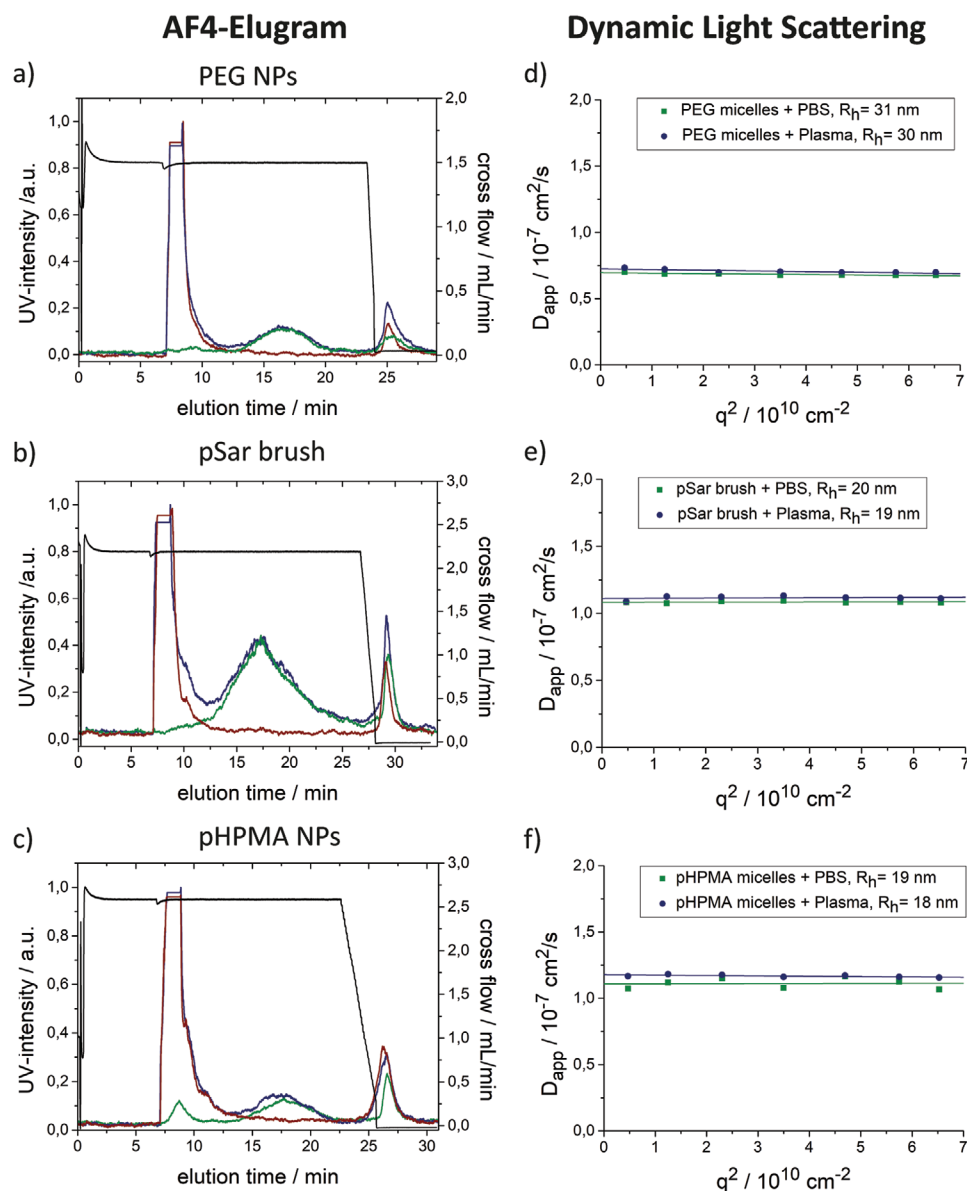 AF4-Elugram
Dynamic Light Scattering
a)
PEG NPs
1,0
0,8
0,6
0,4
0,2
0,0
UV-intensity /a.u.
2,0
1,5
1,0
0,5
0,0
cross flow / mL/min
0 5 10 15 20 25
elution time / min
d)
PEG micelles + PBS, Rh= 31 nm
PEG micelles + Plasma, Rh= 30 nm
2,0
1,5
1,0
0,5
0,0
Dapp / 10-7 cm2/s
0 1 2 3 4 5 6 7
q2 / 1010 cm-2
b)
pSar brush
1,0
0,8
0,6
0,4
0,2
0,0
UV-intensity /a.u.
3,0
2,5
2,0
1,5
1,0
0,5
0,0
cross flow / mL/min
0 5 10 15 20 25 30
elution time / min
e)
pSar brush + PBS, Rh= 20 nm
pSar brush + Plasma, Rh= 19 nm
2,0
1,5
1,0
0,5
0,0
Dapp / 10-7 cm2/s
0 1 2 3 4 5 6 7
q2 / 1010 cm-2
c)
pHPMA NPs
1,0
0,8
0,6
0,4
0,2
0,0
UV-intensity / a.u.
3,0
2,5
2,0
1,5
1,0
0,5
0,0
cross flow / mL/min
0 5 10 15 20 25 30
elution time / min
f)
pHPMA micelles + PBS, Rh= 19 nm
pHPMA micelles + Plasma, Rh= 18 nm
2,0
1,5
1,0
0,5
0,0
Dapp / 10-7 cm2/s
0 1 2 3 4 5 6 7
q2 / 1010 cm-2